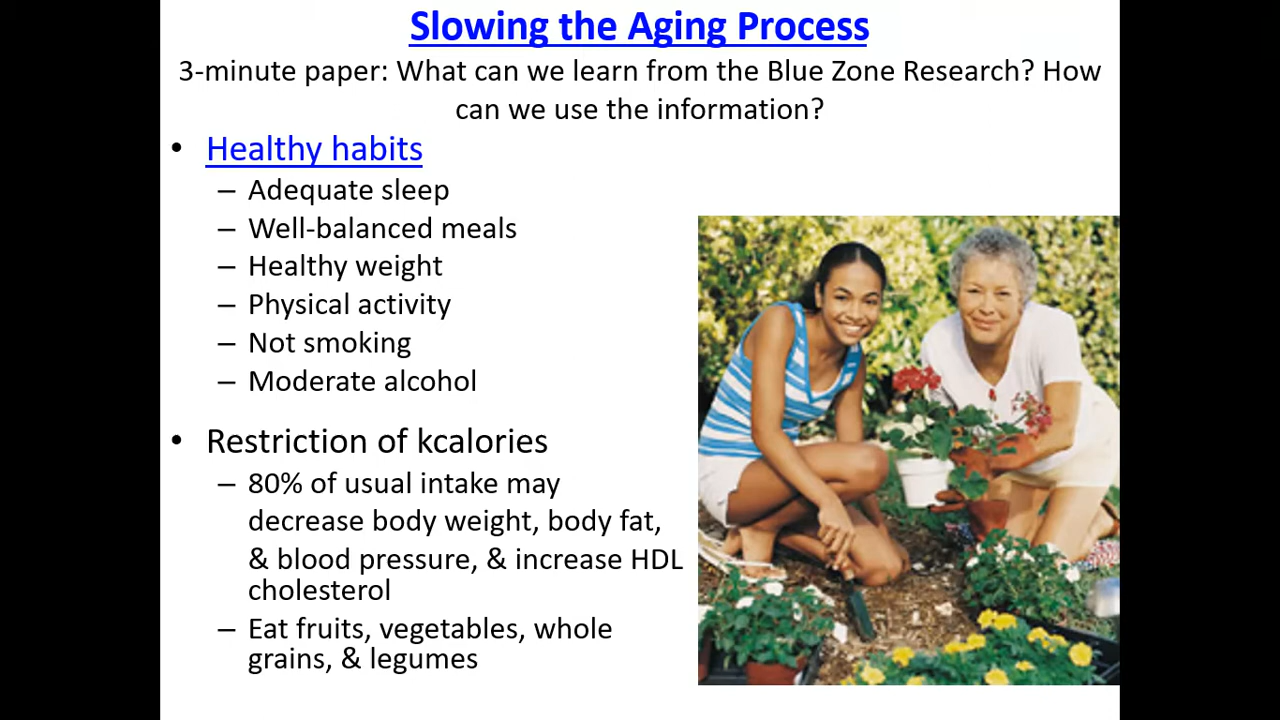 Slowing the Aging Process
3-minute paper: What can we learn from the Blue Zone Research? How
can we use the information?
• Healthy habits
– Adequate sleep
– Well-balanced meals
– Healthy weight
– Physical activity
– Not smoking
– Moderate alcohol
• Restriction of kcalories
– 80% of usual intake may
decrease body weight, body fat,
& blood pressure, & increase HDL
cholesterol
– Eat fruits, vegetables, whole
grains, & legumes